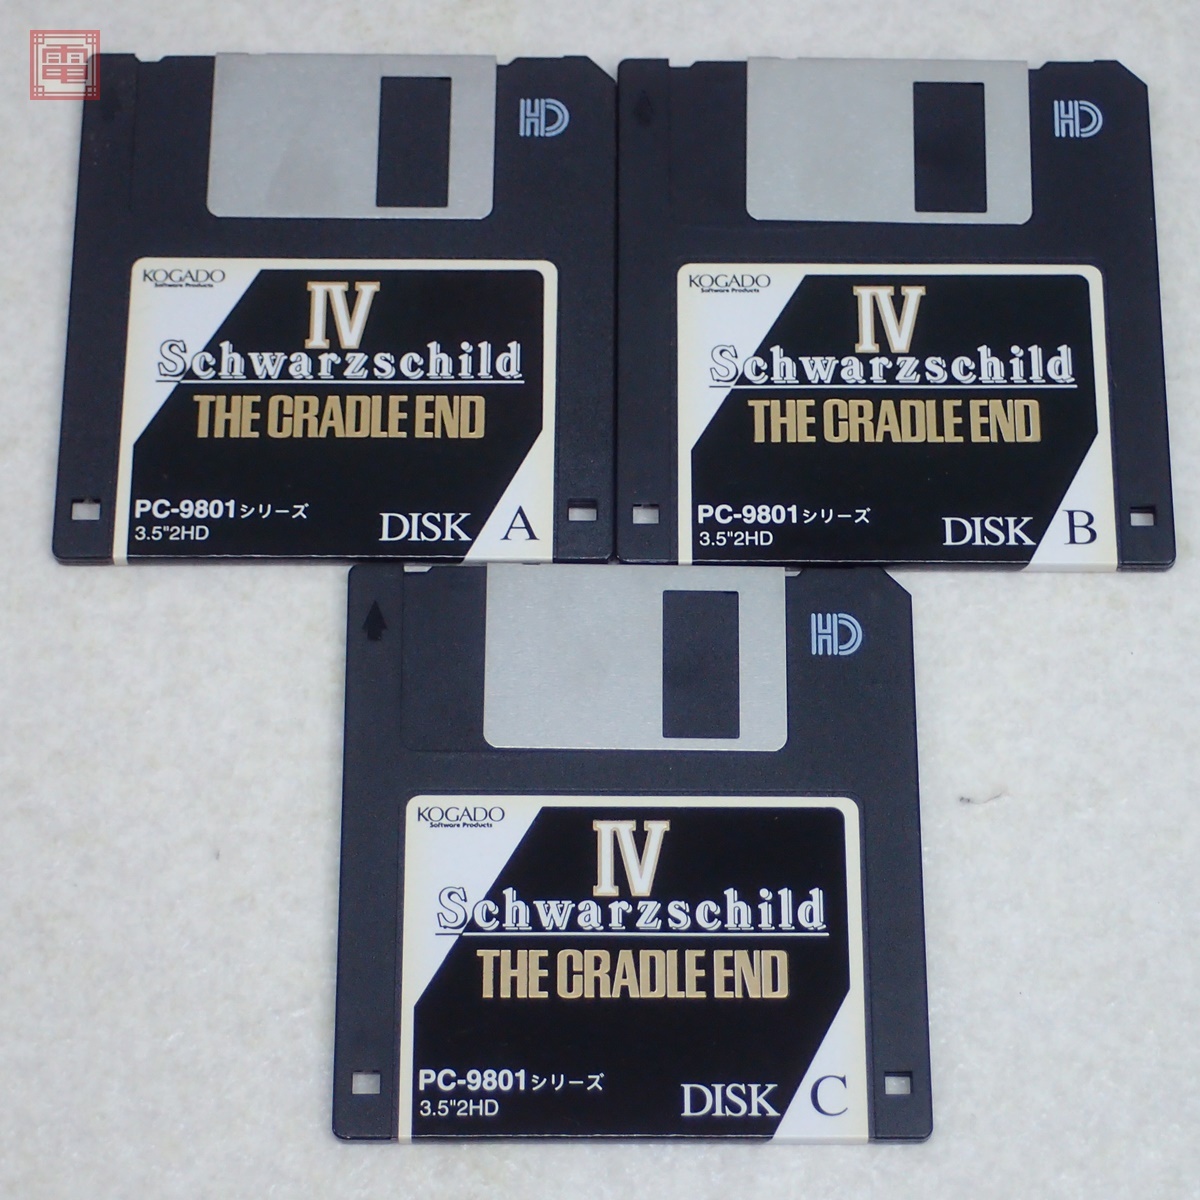 電
HD
KOGADO
Software Products
IV
Schwarzschild
THE CRADLE END
PC-9801シリーズ
3.5"2HD
DISK A
HD
KOGADO
Software Products
IV
Schwarzschild
THE CRADLE END
PC-9801シリーズ
3.5"2HD
DISK B
HD
KOGADO
Software Products
IV
Schwarzschild
THE CRADLE END
PC-9801シリーズ
3.5"2HD
DISK C